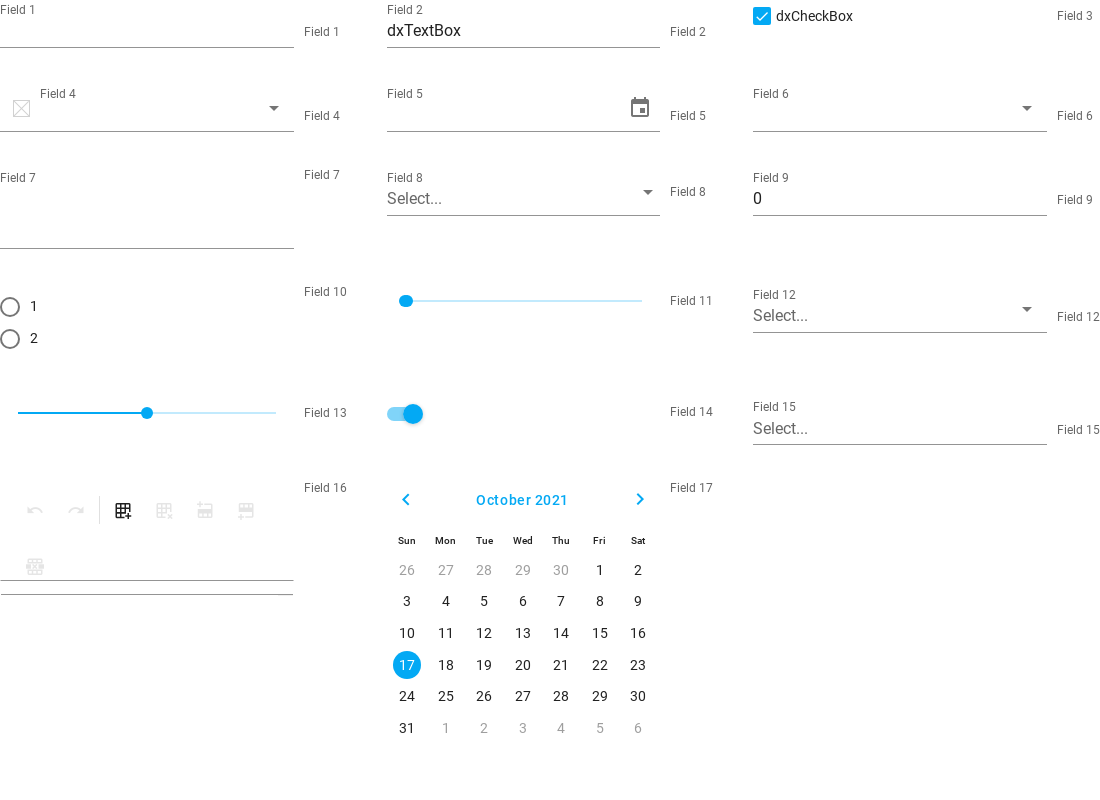 Field 1
Field 1
Field 2
dxTextBox
Field 2
dxCheckBox
Field 3
Field 4
Field 4
Field 5
Field 5
Field 6
Field 6
Field 7
Field 7
Field 8
Select...
Field 8
Field 9
0
Field 9
1
2
Field 10
Field 11
Field 12
Select...
Field 12
Field 13
Field 14
Field 15
Select...
Field 15
Field 16
October 2021
Field 17
Sun Mon Tue Wed Thu Fri Sat
26 27 28 29 30 1 2
3 4 5 6 7 8 9
10 11 12 13 14 15 16
17 18 19 20 21 22 23
24 25 26 27 28 29 30
31 1 2 3 4 5 6